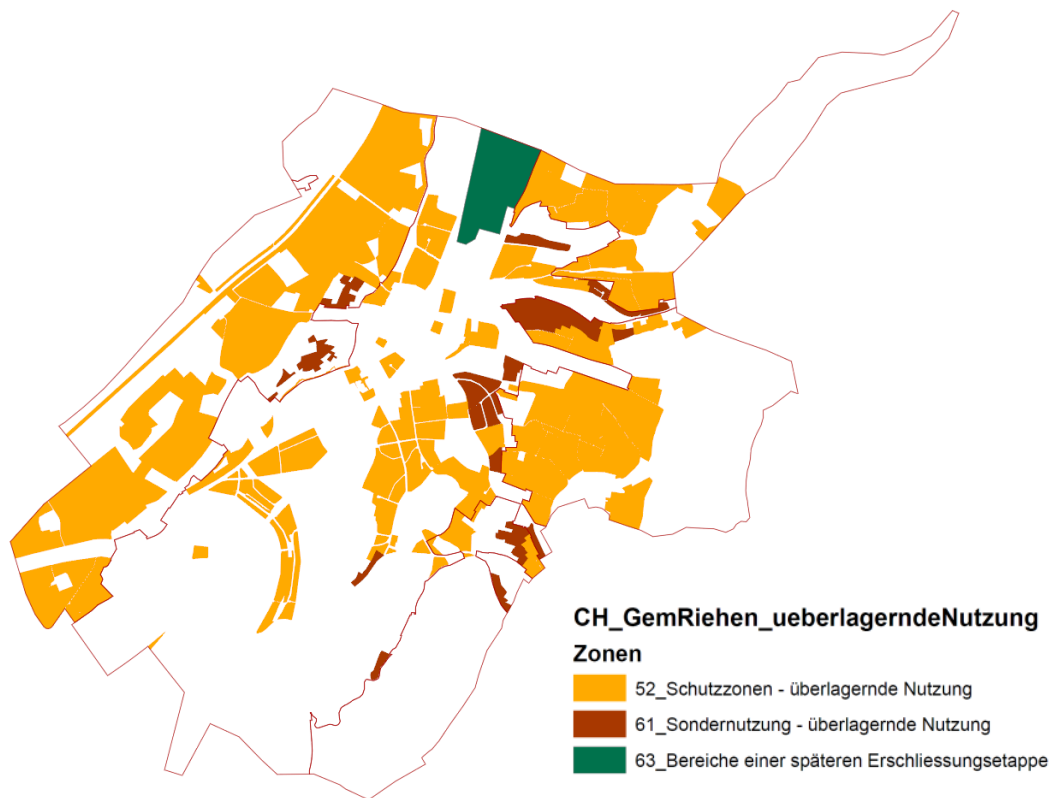 CH_GemRiehen_ueberlagerndeNutzung
Zonen
52_Schutzzonen - überlagernde Nutzung
61_Sondernutzung - überlagernde Nutzung
63_Bereiche einer späteren Erschliessungsetappe